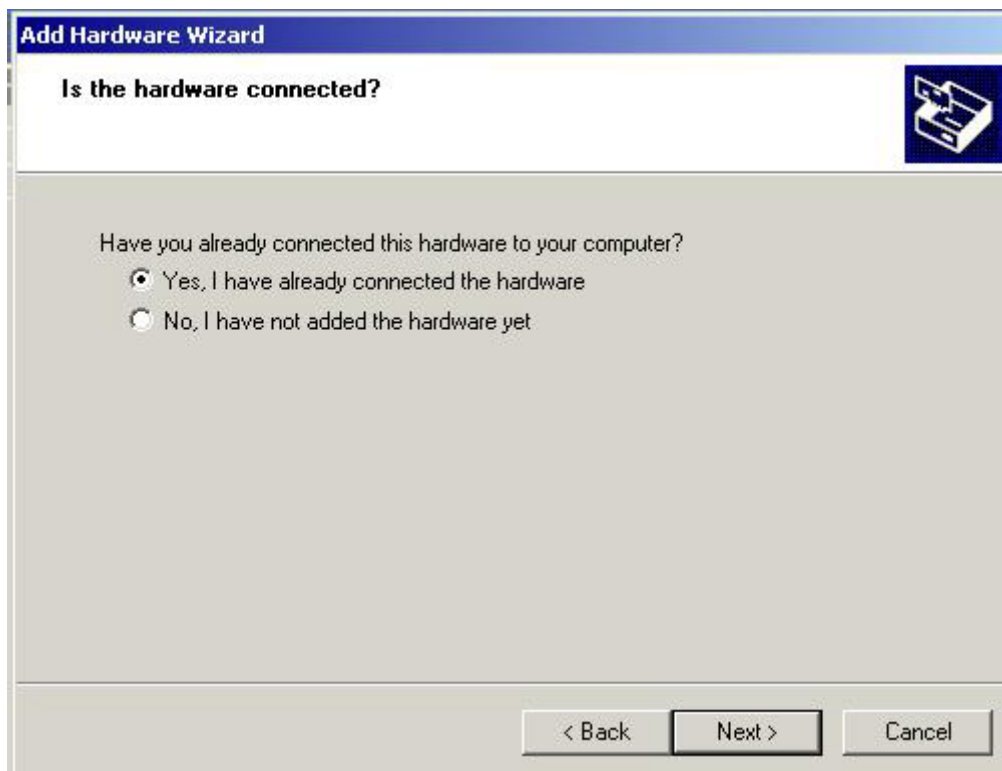 Add Hardware Wizard
Is the hardware connected?
Have you already connected this hardware to your computer?
Yes, I have already connected the hardware
No, I have not added the hardware yet
< Back Next > Cancel